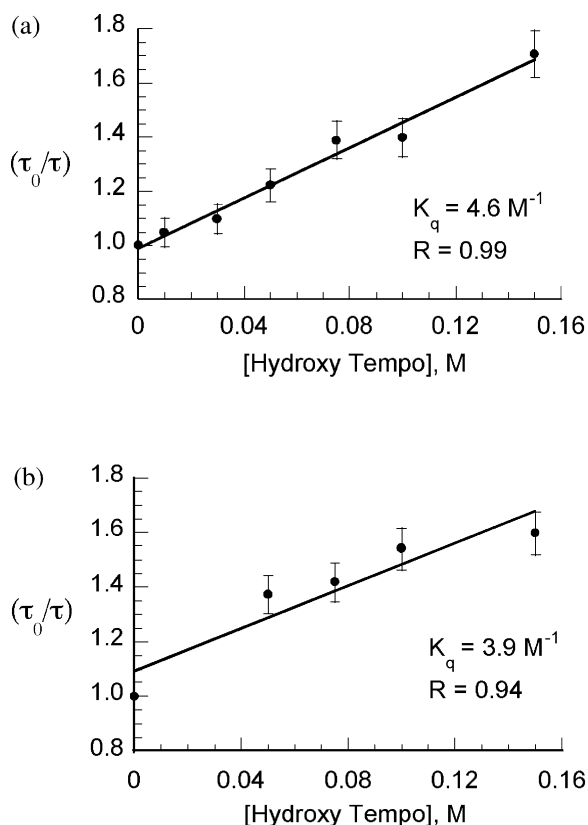 (a)
1.8
1.6
1.4
(τ₀/τ)
1.2
K_q = 4.6 M⁻¹
1.0
R = 0.99
0.8
0 0.04 0.08 0.12 0.16
[Hydroxy Tempo], M
(b)
1.8
1.6
1.4
(τ₀/τ)
1.2
K_q = 3.9 M⁻¹
1.0
R = 0.94
0.8
0 0.04 0.08 0.12 0.16
[Hydroxy Tempo], M